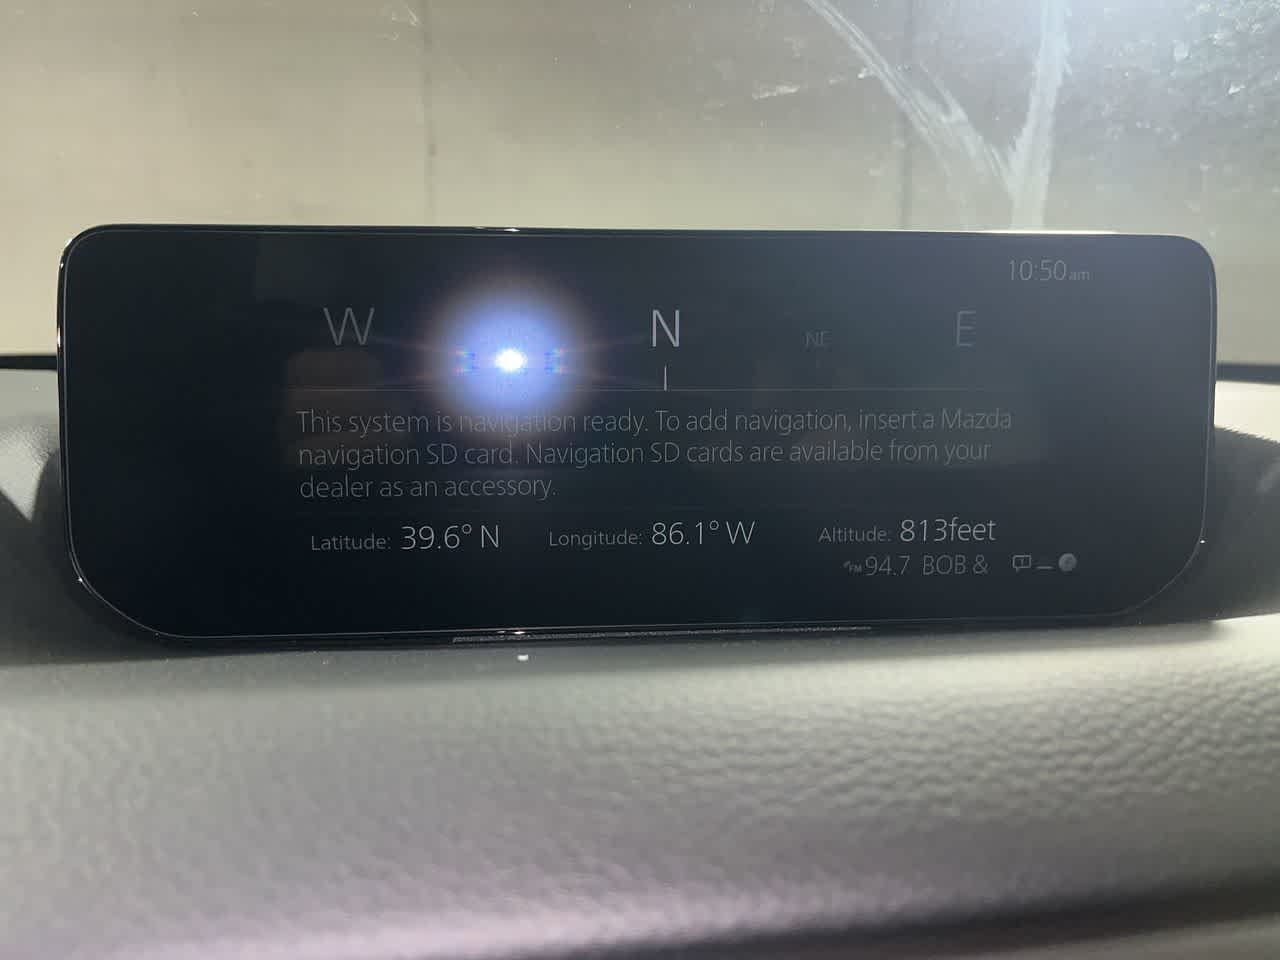 10:50am
W N NE E
This system is navigation ready. To add navigation, insert a Mazda
navigation SD card. Navigation SD cards are available from your
dealer as an accessory.
Latitude: 39.6° N Longitude: 86.1° W Altitude: 813feet
FM 94.7 BOB &